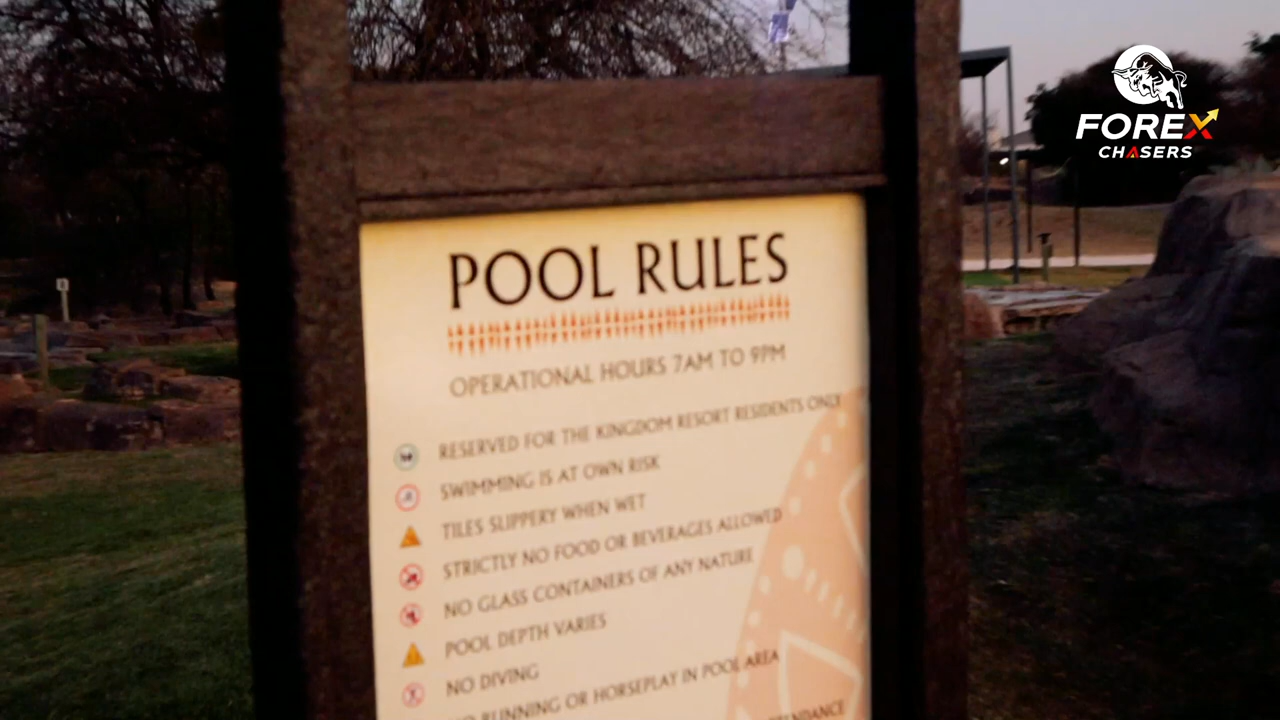 FOREX
CHASERS
POOL RULES
OPERATIONAL HOURS 7AM TO 9PM
RESERVED FOR THE KINGDOM RESORT RESIDENTS ONLY
SWIMMING IS AT OWN RISK
TILES SLIPPERY WHEN WET
STRICTLY NO FOOD OR BEVERAGES ALLOWED
NO GLASS CONTAINERS OF ANY NATURE
POOL DEPTH VARIES
NO DIVING
NO RUNNING OR HORSEPLAY IN POOL AREA